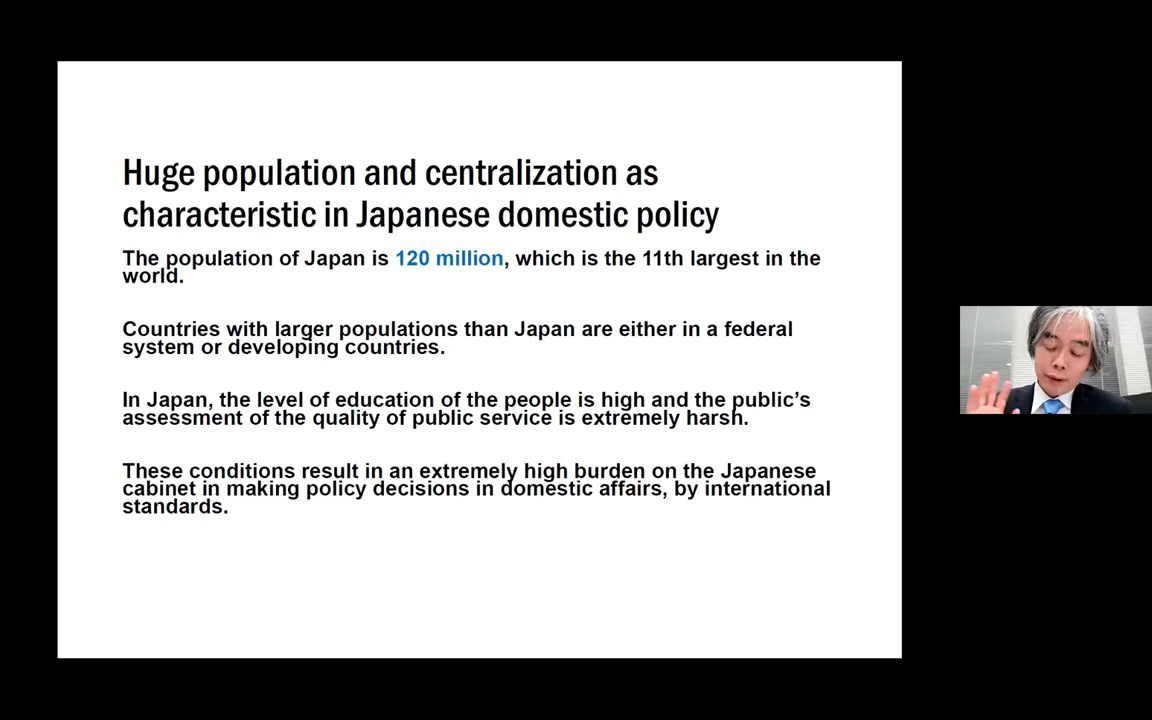 Huge population and centralization as
characteristic in Japanese domestic policy
The population of Japan is 120 million, which is the 11th largest in the
world.
Countries with larger populations than Japan are either in a federal
system or developing countries.
In Japan, the level of education of the people is high and the public’s
assessment of the quality of public service is extremely harsh.
These conditions result in an extremely high burden on the Japanese
cabinet in making policy decisions in domestic affairs, by international
standards.